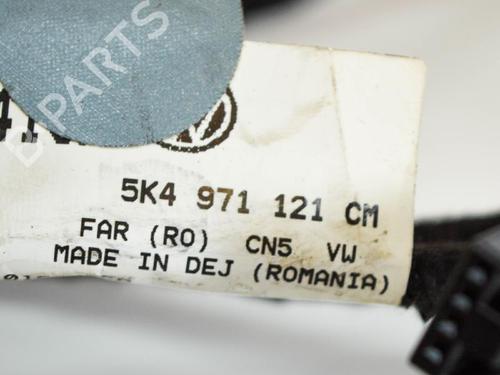 B PARTS
5K4 971 121 CM
FAR (RO) CN5 VW
MADE IN DEJ (ROMANIA)